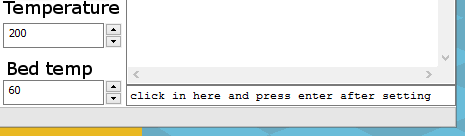 Temperature
200
Bed temp
60
click in here and press enter after setting